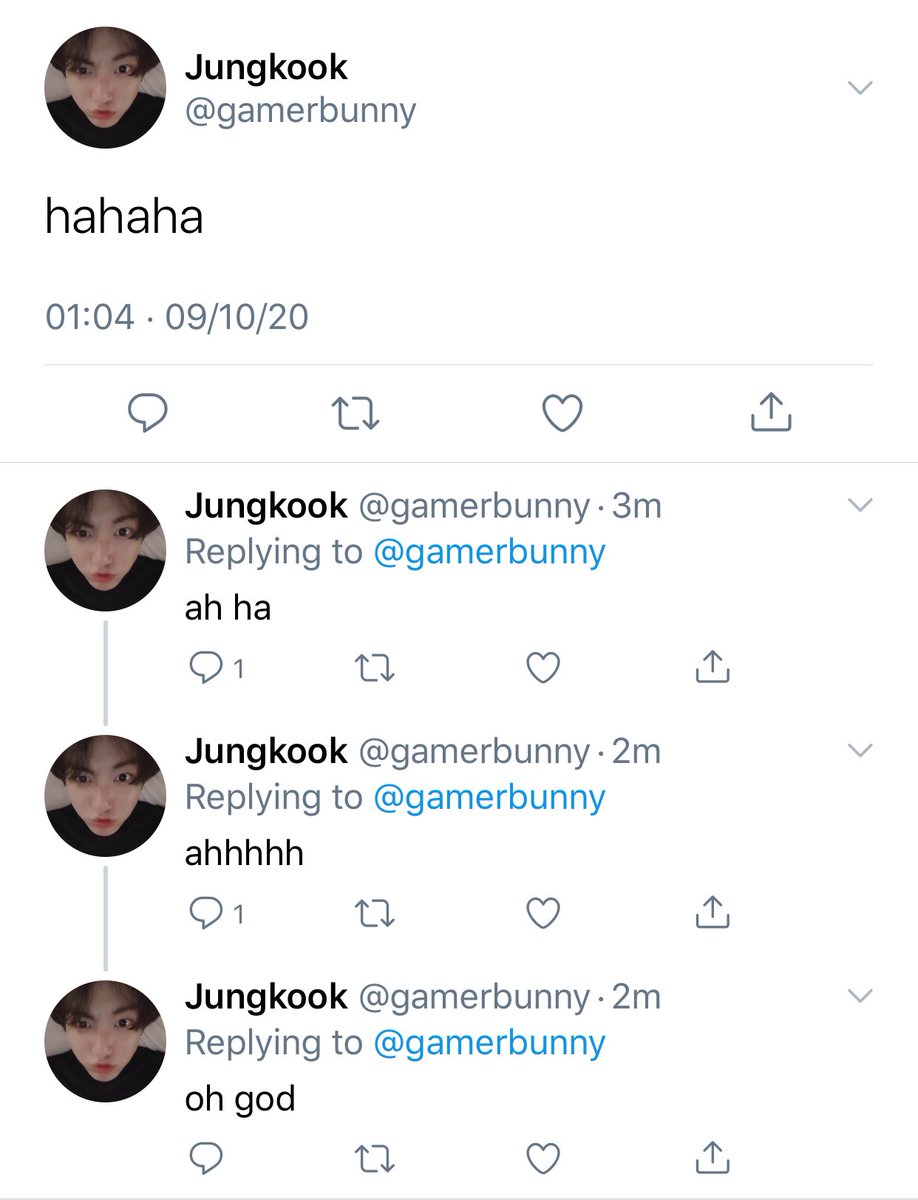 Jungkook
@gamerbunny
hahaha
01:04 · 09/10/20
Jungkook @gamerbunny · 3m
Replying to @gamerbunny
ah ha
1
Jungkook @gamerbunny · 2m
Replying to @gamerbunny
ahhhhh
1
Jungkook @gamerbunny · 2m
Replying to @gamerbunny
oh god